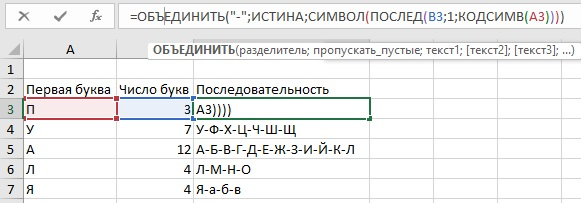 =ОБЪЕДИНИТЬ("-";ИСТИНА;СИМВОЛ(ПОСЛЕД(B3;1;КОДСИМВ(A3))))
ОБЪЕДИНИТЬ(разделитель; пропускать_пустые; текст1; [текст2]; [текст3]; ...)
A B C D E F G
1
2 Первая буква Число букв Последовательность
3 П 3 A3))))
4 У 7 У-Ф-Х-Ц-Ч-Ш-Щ
5 А 12 А-Б-В-Г-Д-Е-Ж-З-И-Й-К-Л
6 Л 4 Л-М-Н-О
7 Я 4 Я-а-б-в